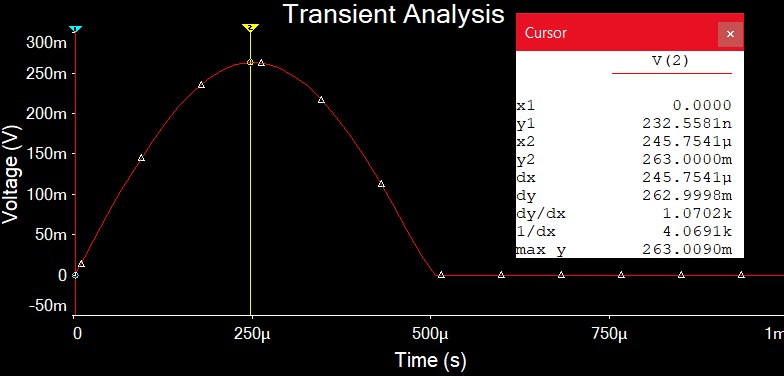 Transient Analysis
Cursor
×
V(2)
x1 0.0000
y1 232.5581n
x2 245.7541µ
y2 263.0000m
dx 245.7541µ
dy 262.9998m
dy/dx 1.0702k
1/dx 4.0691k
max y 263.0090m
1
2
Voltage (V)
300m
250m
200m
150m
100m
50m
0
-50m
0 250µ 500µ 750µ 1m
Time (s)